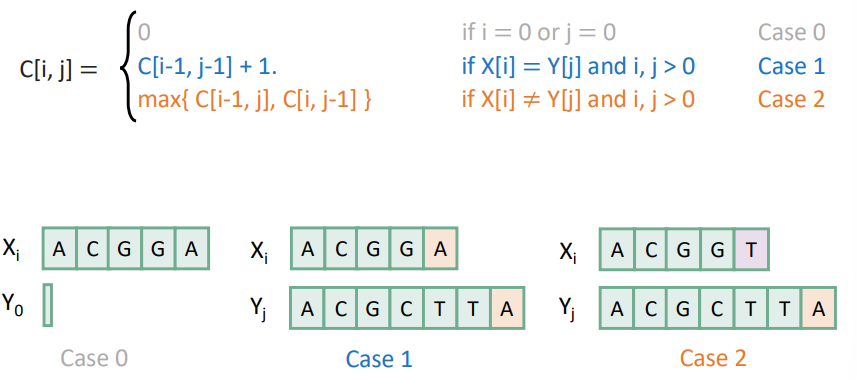 0 if i = 0 or j = 0 Case 0
C[i, j] = C[i-1, j-1] + 1. if X[i] = Y[j] and i, j > 0 Case 1
max{ C[i-1, j], C[i, j-1] } if X[i] ≠ Y[j] and i, j > 0 Case 2
Xi A C G G A Xi A C G G A Xi A C G G T
Y0 Yj A C G C T T A Yj A C G C T T A
Case 0 Case 1 Case 2